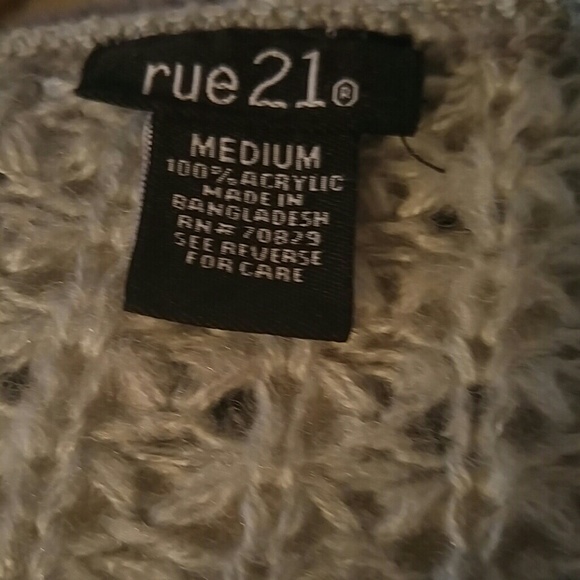 rue21®
MEDIUM
100% ACRYLIC
MADE IN
BANGLADESH
RN# 70829
SEE REVERSE
FOR CARE